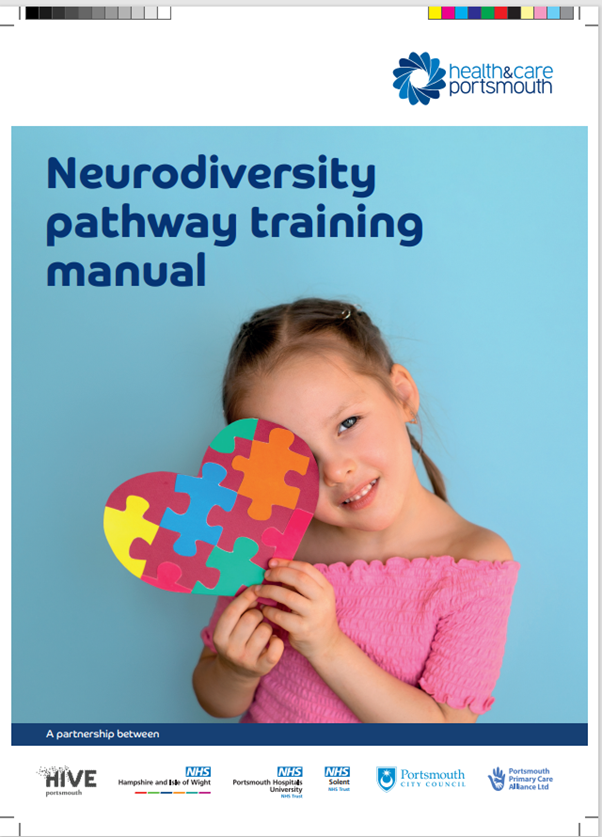 health&care
portsmouth
Neurodiversity
pathway training
manual
A partnership between
HIVE
portsmouth
NHS
Hampshire and Isle of Wight
NHS
Portsmouth Hospitals
University
NHS Trust
NHS
Solent
NHS Trust
Portsmouth
CITY COUNCIL
Portsmouth
Primary Care
Alliance Ltd